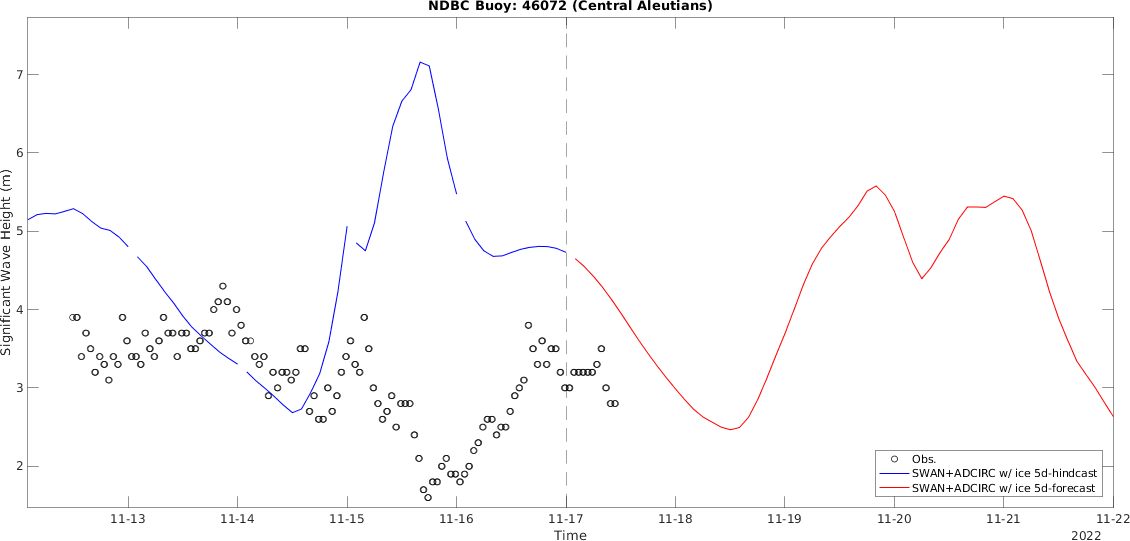 NDBC Buoy: 46072 (Central Aleutians)
Significant Wave Height (m)
7
6
5
4
3
2
Obs.
SWAN+ADCIRC w/ ice 5d-hindcast
SWAN+ADCIRC w/ ice 5d-forecast
11-13 11-14 11-15 11-16 11-17 11-18 11-19 11-20 11-21 11-22
Time
2022